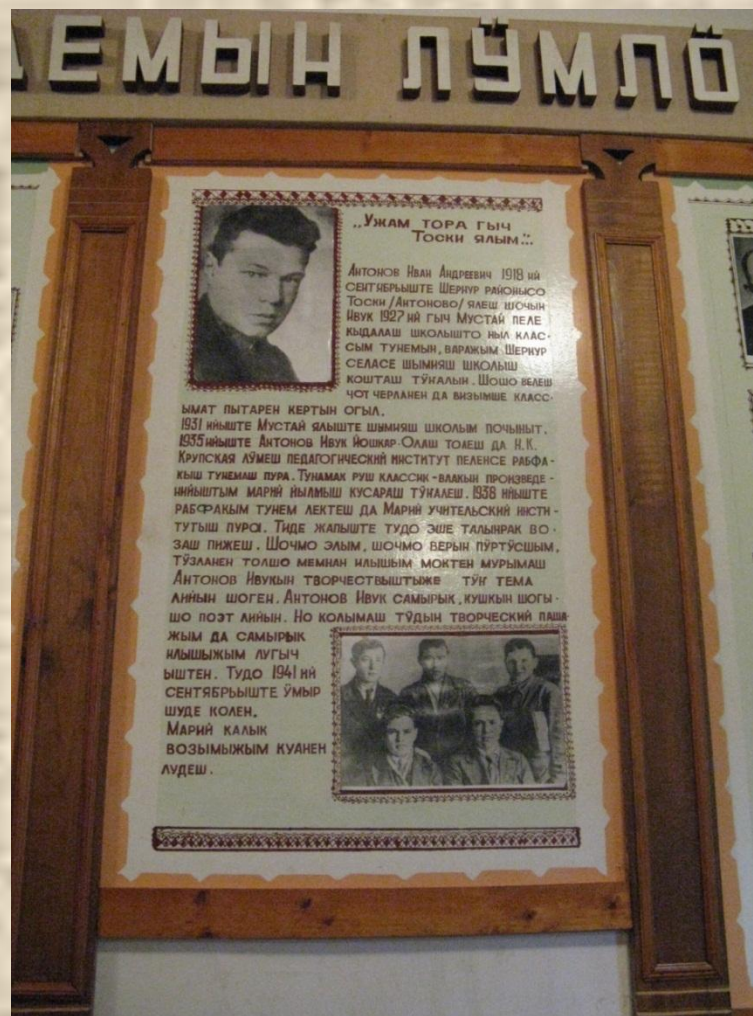 ЕМЫН ЛӰМЛӦ
„Ужам тора гыч
Тоски ялым..."
Антонов Иван Андреевич 1918 ий
сентябрьыште Шернур районысо
Тоски /Антоново/ ялеш шочын
Ивук 1927 ий гыч Мустай пеле
кыдалаш школышто ныл клас-
сым тунемын, варажым Шернур
селасе шымияш школыш
кошташ тӱҥалын. Шошо велеш
чот черланен да визымше класс-
ымат пытарен кертын огыл.
1931 ийыште Мустай ялыште шымияш школым почыныт.
1935 ийыште Антонов Ивук Йошкар-Олаш толеш да Н.К.
Крупская лӱмеш педагогический институт пеленсе рабфа-
кыш тунемаш пура. Тунамак руш классик-влакын произведе-
нийыштым марий йылмыш кусараш тӱҥалеш. 1938 ийыште
рабфакым тунем лектеш да Марий учительский инсти-
тутыш пура. Тиде жапыште тудо эше талынрак во-
заш пижеш. Шочмо элым, шочмо верын пӱртӱсшым,
тӱзланен толшо мемнан илышым моктен мурымаш
Антонов Ивукын творчествыштыже тӱҥ тема
лийын шоген. Антонов Ивук самырык, кушкын шогы-
шо поэт лийын. Но колымаш тудын творческий паша
жым да самырык
илышыжым лугыч
ыштен. Тудо 1941 ий
сентябрьыште ӱмыр
шуде колен.
Марий калык
возымыжым куанен
лудеш.